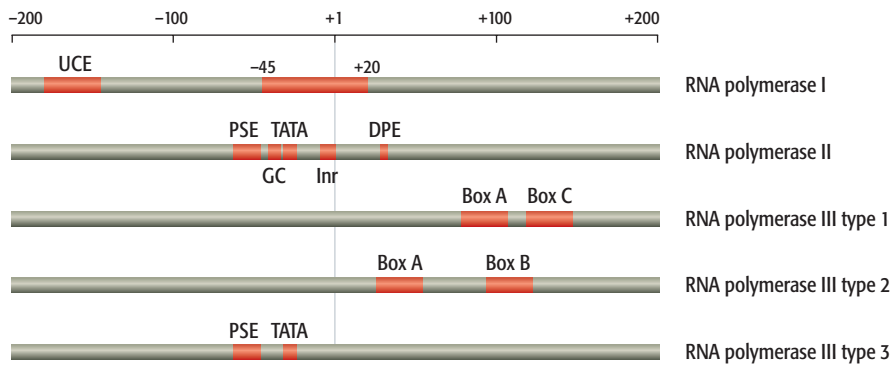 –200 –100 +1 +100 +200
UCE –45 +20
RNA polymerase I
PSE TATA DPE
RNA polymerase II
GC Inr
Box A Box C
RNA polymerase III type 1
Box A Box B
RNA polymerase III type 2
PSE TATA
RNA polymerase III type 3